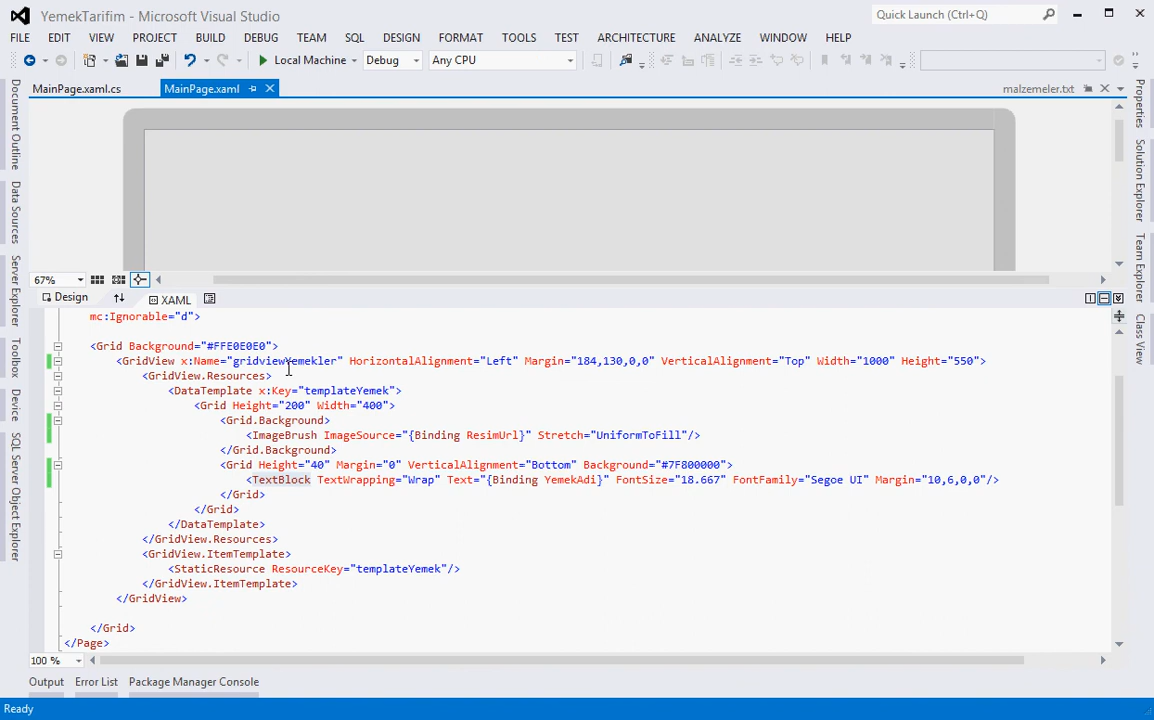 YemekTarifim - Microsoft Visual Studio
Quick Launch (Ctrl+Q)
FILE EDIT VIEW PROJECT BUILD DEBUG TEAM SQL DESIGN FORMAT TOOLS TEST ARCHITECTURE ANALYZE WINDOW HELP
Local Machine Debug Any CPU
MainPage.xaml.cs MainPage.xaml malzemeler.txt
Document Outline
Data Sources
Server Explorer
Toolbox
Device
SQL Server Object Explorer
Properties
Solution Explorer
Team Explorer
Class View
67%
Design XAML
mc:Ignorable="d">
<Grid Background="#FFE0E0E0">
<GridView x:Name="gridviewYemekler" HorizontalAlignment="Left" Margin="184,130,0,0" VerticalAlignment="Top" Width="1000" Height="550">
<GridView.Resources>
<DataTemplate x:Key="templateYemek">
<Grid Height="200" Width="400">
<Grid.Background>
<ImageBrush ImageSource="{Binding ResimUrl}" Stretch="UniformToFill"/>
</Grid.Background>
<Grid Height="40" Margin="0" VerticalAlignment="Bottom" Background="#7F800000">
<TextBlock TextWrapping="Wrap" Text="{Binding YemekAdi}" FontSize="18.667" FontFamily="Segoe UI" Margin="10,6,0,0"/>
</Grid>
</Grid>
</DataTemplate>
</GridView.Resources>
<GridView.ItemTemplate>
<StaticResource ResourceKey="templateYemek"/>
</GridView.ItemTemplate>
</GridView>
</Grid>
</Page>
100 %
Output Error List Package Manager Console
Ready